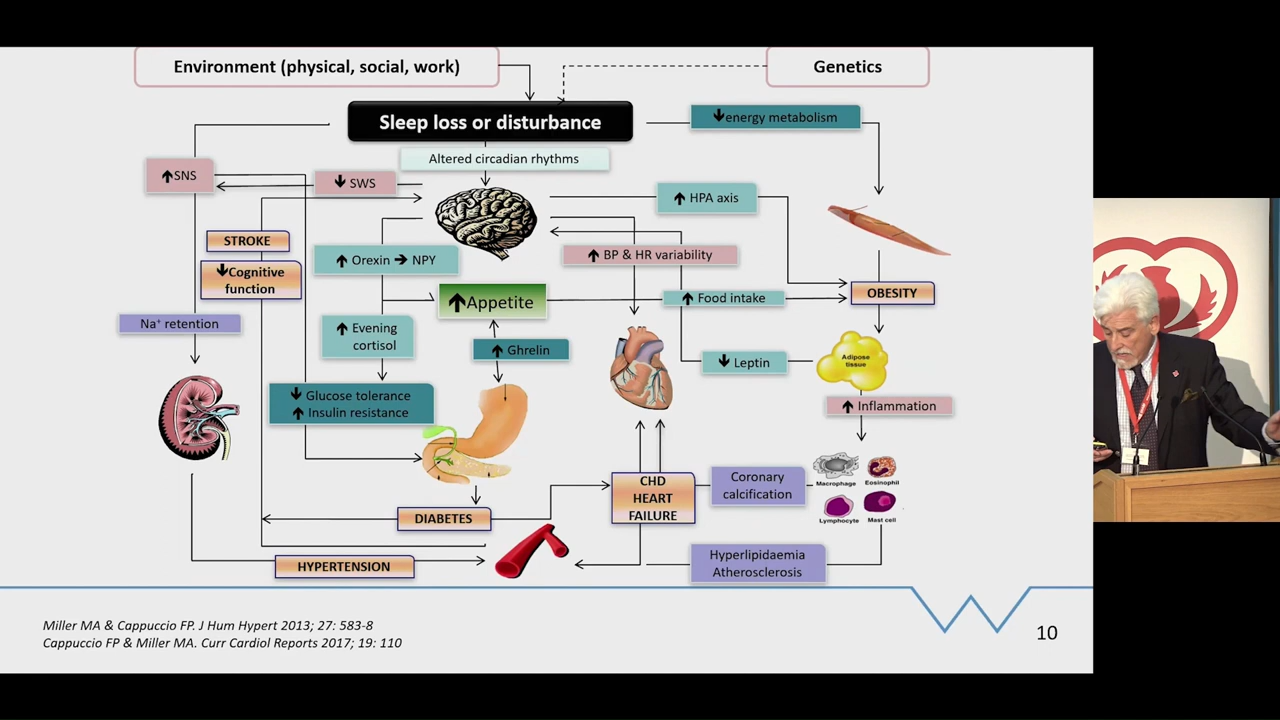 Environment (physical, social, work)
Genetics
Sleep loss or disturbance
energy metabolism
Altered circadian rhythms
SNS
SWS
HPA axis
STROKE
BP & HR variability
Orexin ➔ NPY
Cognitive
function
OBESITY
Appetite
Food intake
Na⁺ retention
Evening
cortisol
Ghrelin
Leptin
Adipose
tissue
Glucose tolerance
Insulin resistance
Inflammation
CHD
HEART
FAILURE
Coronary
calcification
Macrophage
Eosinophil
Lymphocyte
Mast cell
DIABETES
HYPERTENSION
Hyperlipidaemia
Atherosclerosis
Miller MA & Cappuccio FP. J Hum Hypert 2013; 27: 583-8
Cappuccio FP & Miller MA. Curr Cardiol Reports 2017; 19: 110
10